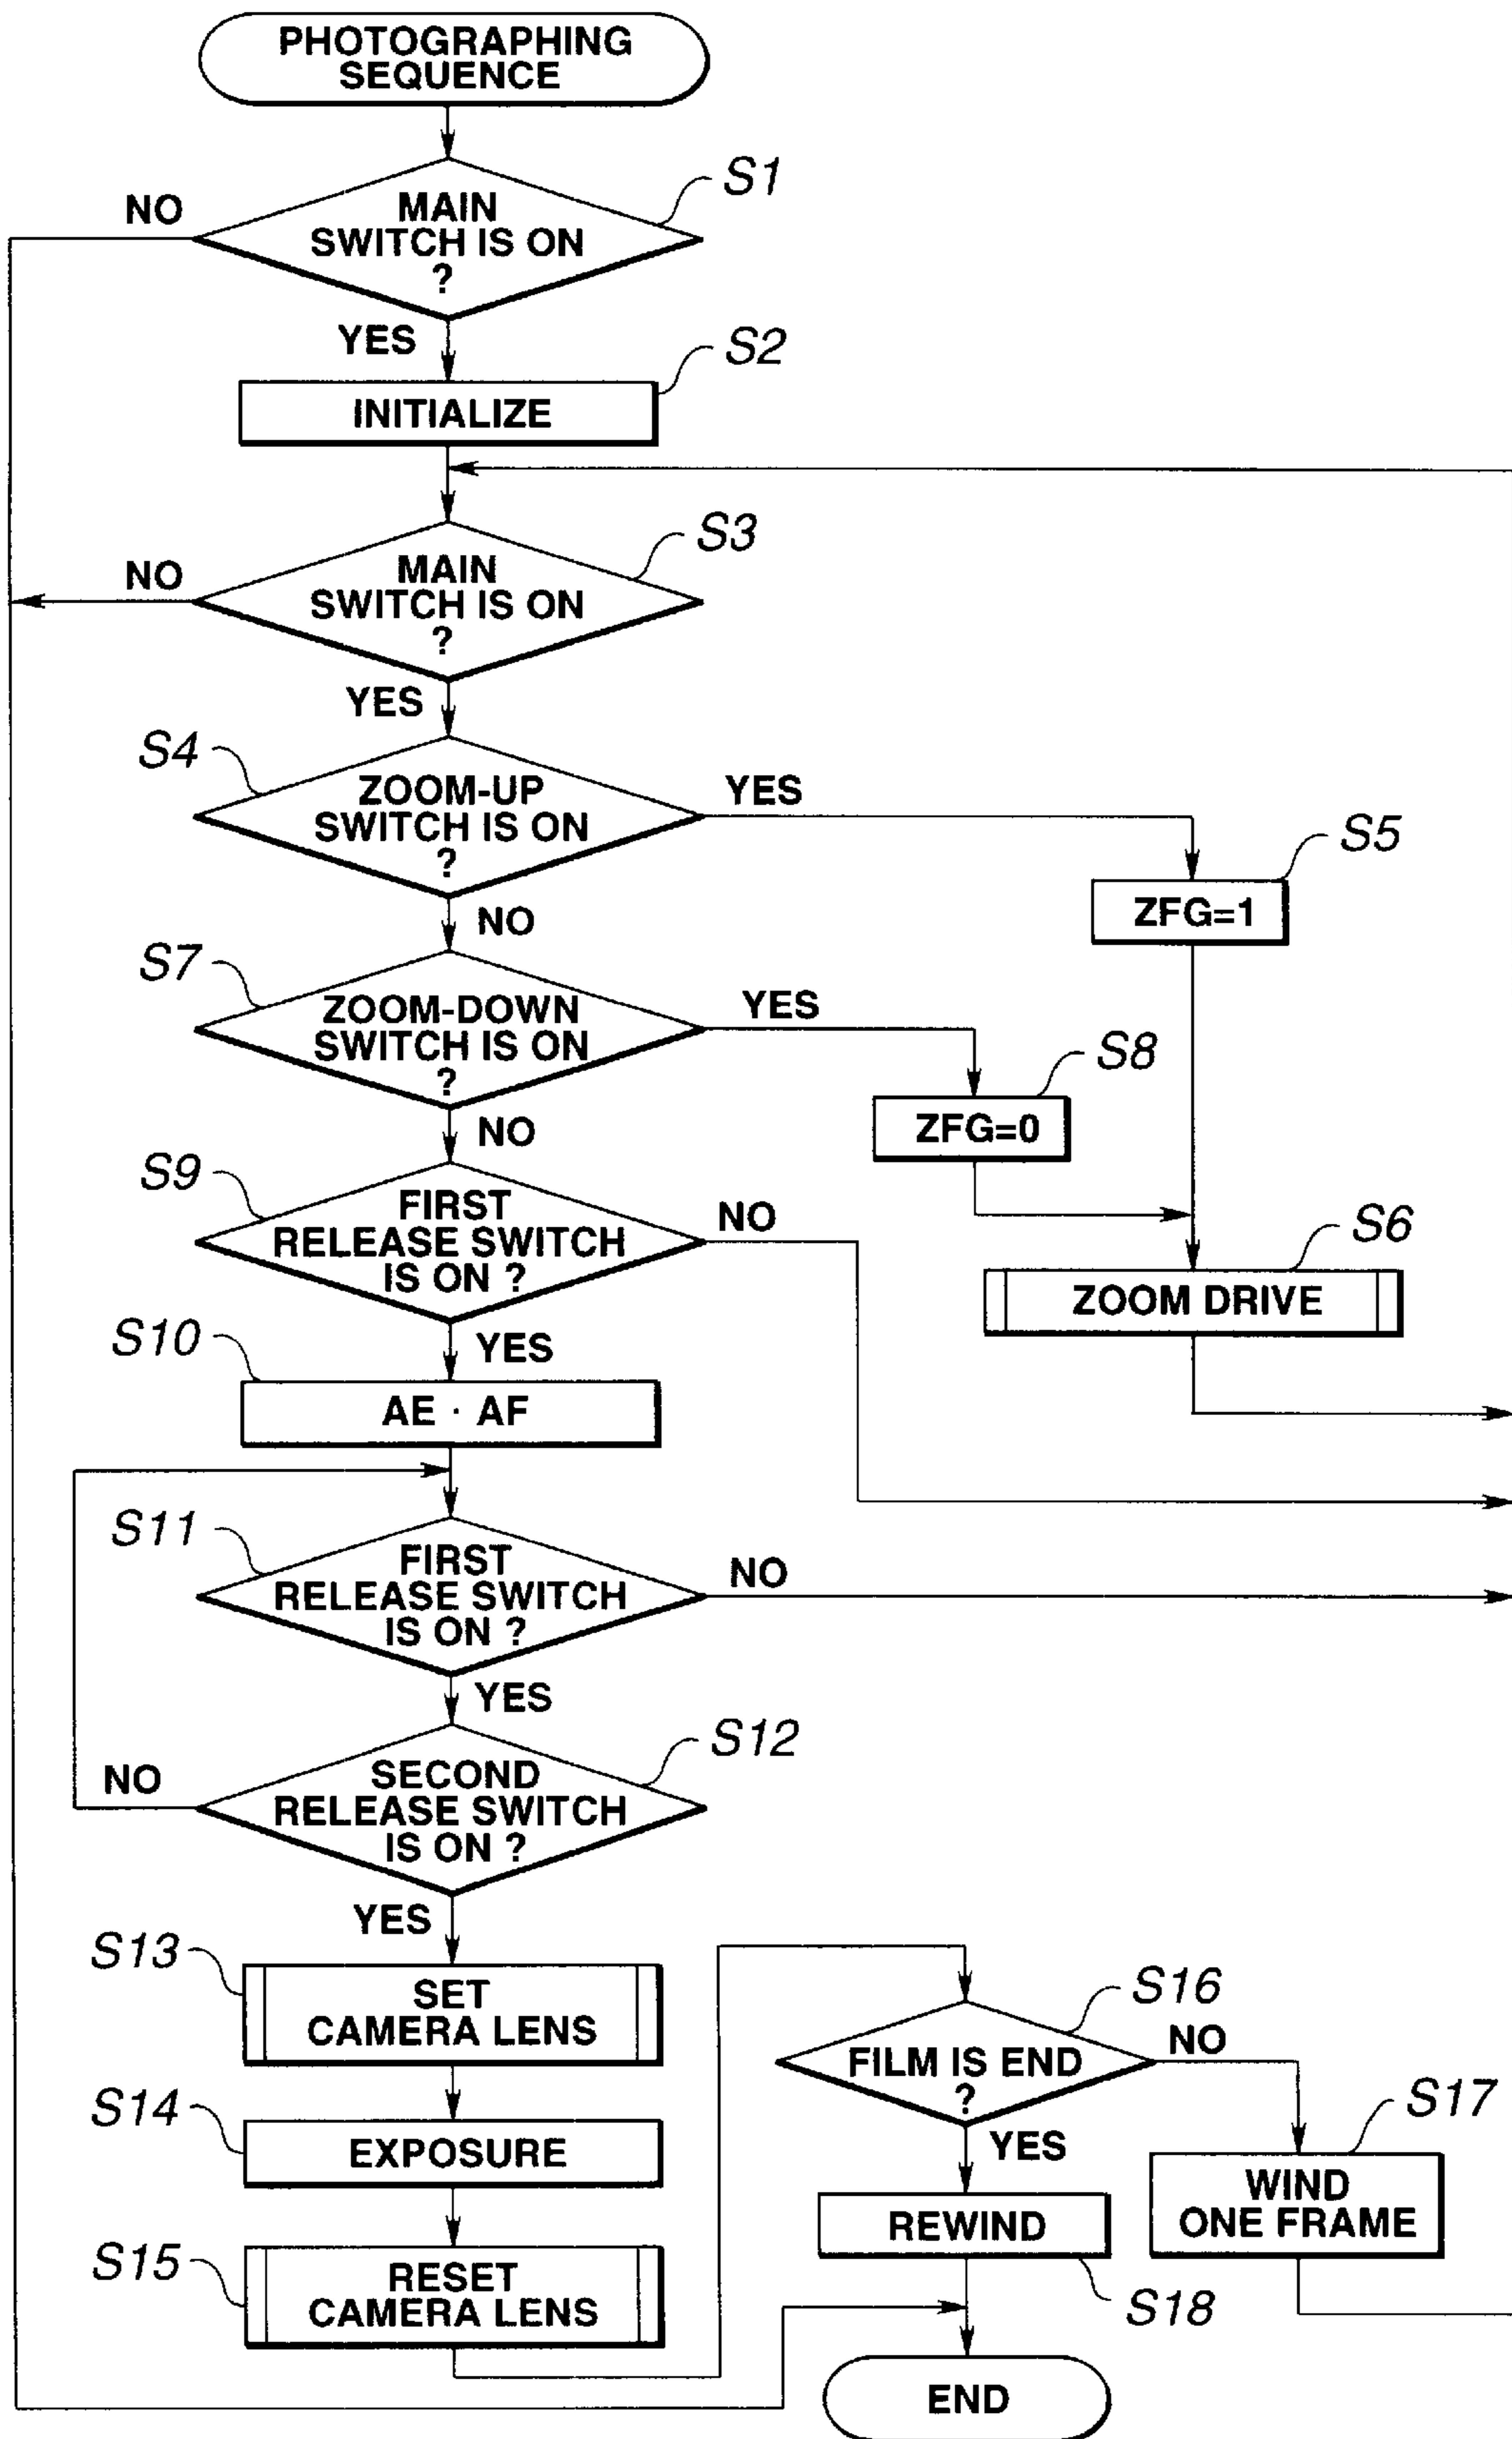 PHOTOGRAPHING
SEQUENCE
S1
NO
MAIN
SWITCH IS ON
?
YES
S2
INITIALIZE
S3
NO
MAIN
SWITCH IS ON
?
YES
S4
ZOOM-UP
SWITCH IS ON
?
YES
S5
ZFG=1
NO
S7
ZOOM-DOWN
SWITCH IS ON
?
YES
S8
ZFG=0
NO
S9
FIRST
RELEASE SWITCH
IS ON ?
NO
S6
ZOOM DRIVE
YES
S10
AE · AF
S11
FIRST
RELEASE SWITCH
IS ON ?
NO
YES
S12
NO
SECOND
RELEASE SWITCH
IS ON ?
YES
S13
SET
CAMERA LENS
S14
EXPOSURE
S15
RESET
CAMERA LENS
S16
FILM IS END
?
NO
S17
YES
WIND
ONE FRAME
REWIND
S18
END